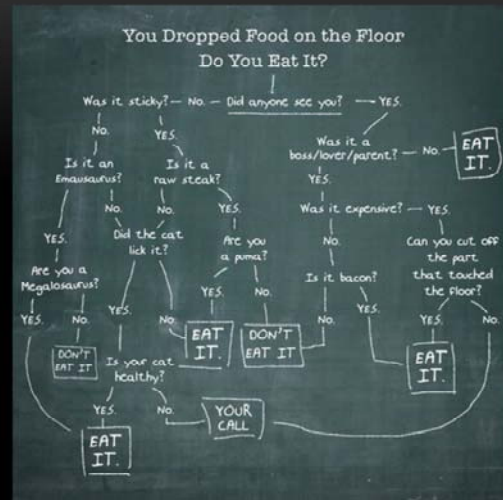 You Dropped Food on the Floor
Do You Eat It?
Was it sticky? — No. — Did anyone see you? — YES.
No.
YES.
Was it a
boss/lover/parent? — No. —
EAT
IT.
YES.
Is it an
Emausaurus?
Is it a
raw steak?
No.
No.
YES.
Was it expensive? — YES.
YES.
Did the cat
lick it?
Are you
a puma?
No.
Can you cut off
the part
that touched
the floor?
Are you a
Megalosaurus?
Is it bacon?
YES.
No.
YES.
No.
YES.
No.
No.
YES.
YES.
No.
DON'T
EAT IT
EAT
IT.
DON'T
EAT IT
EAT
IT.
Is your cat
healthy?
YES.
No.
YOUR
CALL
EAT
IT.